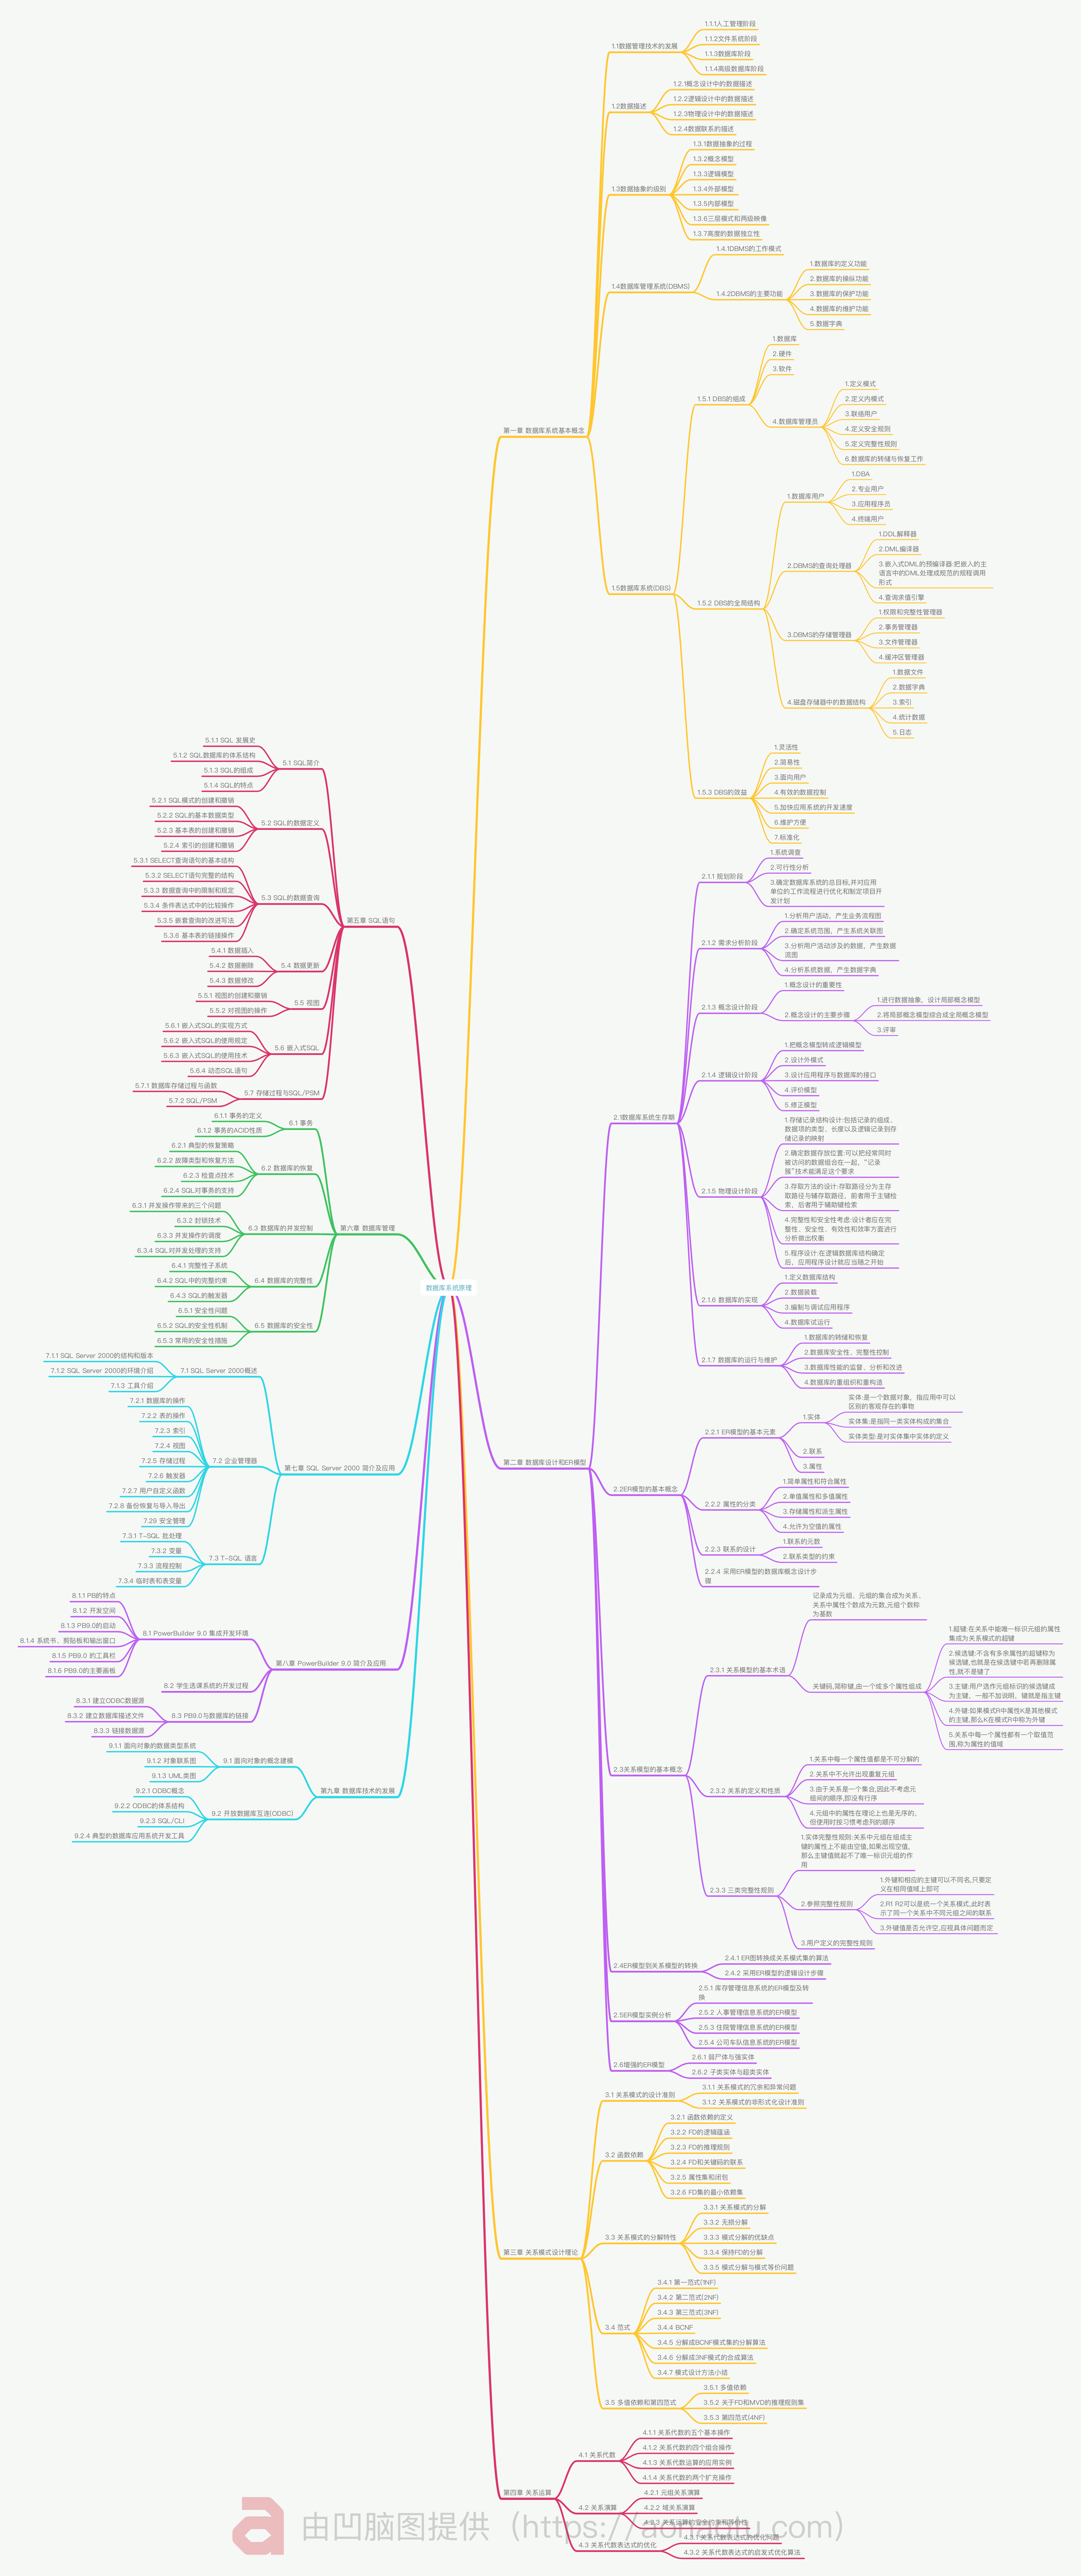 数据库系统原理
第一章 数据库系统基本概念
1.1数据管理技术的发展
1.1.1人工管理阶段
1.1.2文件系统阶段
1.1.3数据库阶段
1.1.4高级数据库阶段
1.2数据描述
1.2.1概念设计中的数据描述
1.2.2逻辑设计中的数据描述
1.2.3物理设计中的数据描述
1.2.4数据联系的描述
1.3数据抽象的级别
1.3.1数据抽象的过程
1.3.2概念模型
1.3.3逻辑模型
1.3.4外部模型
1.3.5内部模型
1.3.6三层模式和两级映像
1.3.7高度的数据独立性
1.4数据库管理系统(DBMS)
1.4.1DBMS的工作模式
1.4.2DBMS的主要功能
1.数据库的定义功能
2.数据库的操纵功能
3.数据库的保护功能
4.数据库的维护功能
5.数据字典
1.5数据库系统(DBS)
1.5.1 DBS的组成
1.数据库
2.硬件
3.软件
4.数据库管理员
1.定义模式
2.定义内模式
3.联络用户
4.定义安全规则
5.定义完整性规则
6.数据库的转储与恢复工作
1.5.2 DBS的全局结构
1.数据库用户
1.DBA
2.专业用户
3.应用程序员
4.终端用户
2.DBMS的查询处理器
1.DDL解释器
2.DML编译器
3.嵌入式DML的预编译器:把嵌入的主
语言中的DML处理成规范的规程调用
形式
4.查询求值引擎
3.DBMS的存储管理器
1.权限和完整性管理器
2.事务管理器
3.文件管理器
4.缓冲区管理器
4.磁盘存储器中的数据结构
1.数据文件
2.数据字典
3.索引
4.统计数据
5.日志
1.5.3 DBS的效益
1.灵活性
2.简易性
3.面向用户
4.有效的数据控制
5.加快应用系统的开发速度
6.维护方便
7.标准化
第二章 数据库设计和ER模型
2.1数据库系统生存期
2.1.1 规划阶段
1.系统调查
2.可行性分析
3.确定数据库系统的总目标,并对应用
单位的工作流程进行优化和制定项目开
发计划
2.1.2 需求分析阶段
1.分析用户活动，产生业务流程图
2.确定系统范围，产生系统关联图
3.分析用户活动涉及的数据，产生数据
流图
4.分析系统数据，产生数据字典
2.1.3 概念设计阶段
1.概念设计的重要性
2.概念设计的主要步骤
1.进行数据抽象，设计局部概念模型
2.将局部概念模型综合成全局概念模型
3.评审
2.1.4 逻辑设计阶段
1.把概念模型转成逻辑模型
2.设计外模式
3.设计应用程序与数据库的接口
4.评价模型
5.修正模型
2.1.5 物理设计阶段
1.存储记录结构设计:包括记录的组成、
数据项的类型、长度以及逻辑记录到存
储记录的映射
2.确定数据存放位置:可以把经常同时
被访问的数据组合在一起，“记录
簇”技术能满足这个要求
3.存取方法的设计:存取路径分为主存
取路径与辅存取路径，前者用于主键检
索，后者用于辅助键检索
4.完整性和安全性考虑:设计者应在完
整性、安全性、有效性和效率方面进行
分析做出权衡
5.程序设计:在逻辑数据库结构确定
后，应用程序设计就应当随之开始
2.1.6 数据库的实现
1.定义数据库结构
2.数据装载
3.编制与调试应用程序
4.数据库试运行
2.1.7 数据库的运行与维护
1.数据库的转储和恢复
2.数据库安全性、完整性控制
3.数据库性能的监督、分析和改进
4.数据库的重组织和重构造
2.2ER模型的基本概念
2.2.1 ER模型的基本元素
1.实体
实体:是一个数据对象，指应用中可以
区别的客观存在的事物
实体集:是指同一类实体构成的集合
实体类型:是对实体集中实体的定义
2.联系
3.属性
2.2.2 属性的分类
1.简单属性和符合属性
2.单值属性和多值属性
3.存储属性和派生属性
4.允许为空值的属性
2.2.3 联系的设计
1.联系的元数
2.联系类型的约束
2.2.4 采用ER模型的数据库概念设计步
骤
2.3关系模型的基本概念
2.3.1 关系模型的基本术语
记录成为元组，元组的集合成为关系，
关系中属性个数成为元数,元组个数称
为基数
关键码,简称键,由一个或多个属性组成
1.超键:在关系中能唯一标识元组的属性
集成为关系模式的超键
2.候选键:不含有多余属性的超键称为
候选键,也就是在候选键中若再删除属
性,就不是键了
3.主键:用户选作元组标识的候选键成
为主键，一般不加说明，键就是指主键
4.外键:如果模式R中属性K是其他模式
的主键,那么K在模式R中称为外键
5.关系中每一个属性都有一个取值范
围,称为属性的值域
2.3.2 关系的定义和性质
1.关系中每一个属性值都是不可分解的
2.关系中不允许出现重复元组
3.由于关系是一个集合,因此不考虑元
组间的顺序,即没有行序
4.元组中的属性在理论上也是无序的,
但使用时按习惯考虑列的顺序
2.3.3 三类完整性规则
1.实体完整性规则:关系中元组在组成主
键的属性上不能由空值,如果出现空值,
那么主键值就起不了唯一标识元组的作
用
2.参照完整性规则
1.外键和相应的主键可以不同名,只要定
义在相同值域上即可
2.R1 R2可以是统一个关系模式,此时表
示了同一个关系中不同元组之间的联系
3.外键值是否允许空,应视具体问题而定
3.用户定义的完整性规则
2.4ER模型到关系模型的转换
2.4.1 ER图转换成关系模式集的算法
2.4.2 采用ER模型的逻辑设计步骤
2.5ER模型实例分析
2.5.1 库存管理信息系统的ER模型及转
换
2.5.2 人事管理信息系统的ER模型
2.5.3 住院管理信息系统的ER模型
2.5.4 公司车队信息系统的ER模型
2.6增强的ER模型
2.6.1 弱尸体与强实体
2.6.2 子类实体与超类实体
第三章 关系模式设计理论
3.1 关系模式的设计准则
3.1.1 关系模式的冗余和异常问题
3.1.2 关系模式的非形式化设计准则
3.2 函数依赖
3.2.1 函数依赖的定义
3.2.2 FD的逻辑蕴涵
3.2.3 FD的推理规则
3.2.4 FD和关键码的联系
3.2.5 属性集和闭包
3.2.6 FD集的最小依赖集
3.3 关系模式的分解特性
3.3.1 关系模式的分解
3.3.2 无损分解
3.3.3 模式分解的优缺点
3.3.4 保持FD的分解
3.3.5 模式分解与模式等价问题
3.4 范式
3.4.1 第一范式(1NF)
3.4.2 第二范式(2NF)
3.4.3 第三范式(3NF)
3.4.4 BCNF
3.4.5 分解成BCNF模式集的分解算法
3.4.6 分解成3NF模式的合成算法
3.4.7 模式设计方法小结
3.5 多值依赖和第四范式
3.5.1 多值依赖
3.5.2 关于FD和MVD的推理规则集
3.5.3 第四范式(4NF)
第四章 关系运算
4.1 关系代数
4.1.1 关系代数的五个基本操作
4.1.2 关系代数的四个组合操作
4.1.3 关系代数运算的应用实例
4.1.4 关系代数的两个扩充操作
4.2 关系演算
4.2.1 元组关系演算
4.2.2 域关系演算
4.2.3 关系运算的安全约束和等价性
4.3 关系代数表达式的优化
4.3.1 关系代数表达式的优化问题
4.3.2 关系代数表达式的启发式优化算法
第五章 SQL语句
5.1 SQL简介
5.1.1 SQL 发展史
5.1.2 SQL数据库的体系结构
5.1.3 SQL的组成
5.1.4 SQL的特点
5.2 SQL的数据定义
5.2.1 SQL模式的创建和撤销
5.2.2 SQL的基本数据类型
5.2.3 基本表的创建和撤销
5.2.4 索引的创建和撤销
5.3 SQL的数据查询
5.3.1 SELECT查询语句的基本结构
5.3.2 SELECT语句完整的结构
5.3.3 数据查询中的限制和规定
5.3.4 条件表达式中的比较操作
5.3.5 嵌套查询的改进写法
5.3.6 基本表的链接操作
5.4 数据更新
5.4.1 数据插入
5.4.2 数据删除
5.4.3 数据修改
5.5 视图
5.5.1 视图的创建和撤销
5.5.2 对视图的操作
5.6 嵌入式SQL
5.6.1 嵌入式SQL的实现方式
5.6.2 嵌入式SQL的使用规定
5.6.3 嵌入式SQL的使用技术
5.6.4 动态SQL语句
5.7 存储过程与SQL/PSM
5.7.1 数据库存储过程与函数
5.7.2 SQL/PSM
第六章 数据库管理
6.1 事务
6.1.1 事务的定义
6.1.2 事务的ACID性质
6.2 数据库的恢复
6.2.1 典型的恢复策略
6.2.2 故障类型和恢复方法
6.2.3 检查点技术
6.2.4 SQL对事务的支持
6.3 数据库的并发控制
6.3.1 并发操作带来的三个问题
6.3.2 封锁技术
6.3.3 并发操作的调度
6.3.4 SQL对并发处理的支持
6.4 数据库的完整性
6.4.1 完整性子系统
6.4.2 SQL中的完整约束
6.4.3 SQL的触发器
6.5 数据库的安全性
6.5.1 安全性问题
6.5.2 SQL的安全性机制
6.5.3 常用的安全性措施
第七章 SQL Server 2000 简介及应用
7.1 SQL Server 2000概述
7.1.1 SQL Server 2000的结构和版本
7.1.2 SQL Server 2000的环境介绍
7.1.3 工具介绍
7.2 企业管理器
7.2.1 数据库的操作
7.2.2 表的操作
7.2.3 索引
7.2.4 视图
7.2.5 存储过程
7.2.6 触发器
7.2.7 用户自定义函数
7.2.8 备份恢复与导入导出
7.29 安全管理
7.3 T-SQL 语言
7.3.1 T-SQL 批处理
7.3.2 变量
7.3.3 流程控制
7.3.4 临时表和表变量
第八章 PowerBuilder 9.0 简介及应用
8.1 PowerBuilder 9.0 集成开发环境
8.1.1 PB的特点
8.1.2 开发空间
8.1.3 PB9.0的启动
8.1.4 系统书、剪贴板和输出窗口
8.1.5 PB9.0 的工具栏
8.1.6 PB9.0的主要画板
8.2 学生选课系统的开发过程
8.3 PB9.0与数据库的链接
8.3.1 建立ODBC数据源
8.3.2 建立数据库描述文件
8.3.3 链接数据源
第九章 数据库技术的发展
9.1 面向对象的概念建模
9.1.1 面向对象的数据类型系统
9.1.2 对象联系图
9.1.3 UML类图
9.2 开放数据库互连(ODBC)
9.2.1 ODBC概念
9.2.2 ODBC的体系结构
9.2.3 SQL/CLI
9.2.4 典型的数据库应用系统开发工具
由凹脑图提供（https://aonaotu.com）